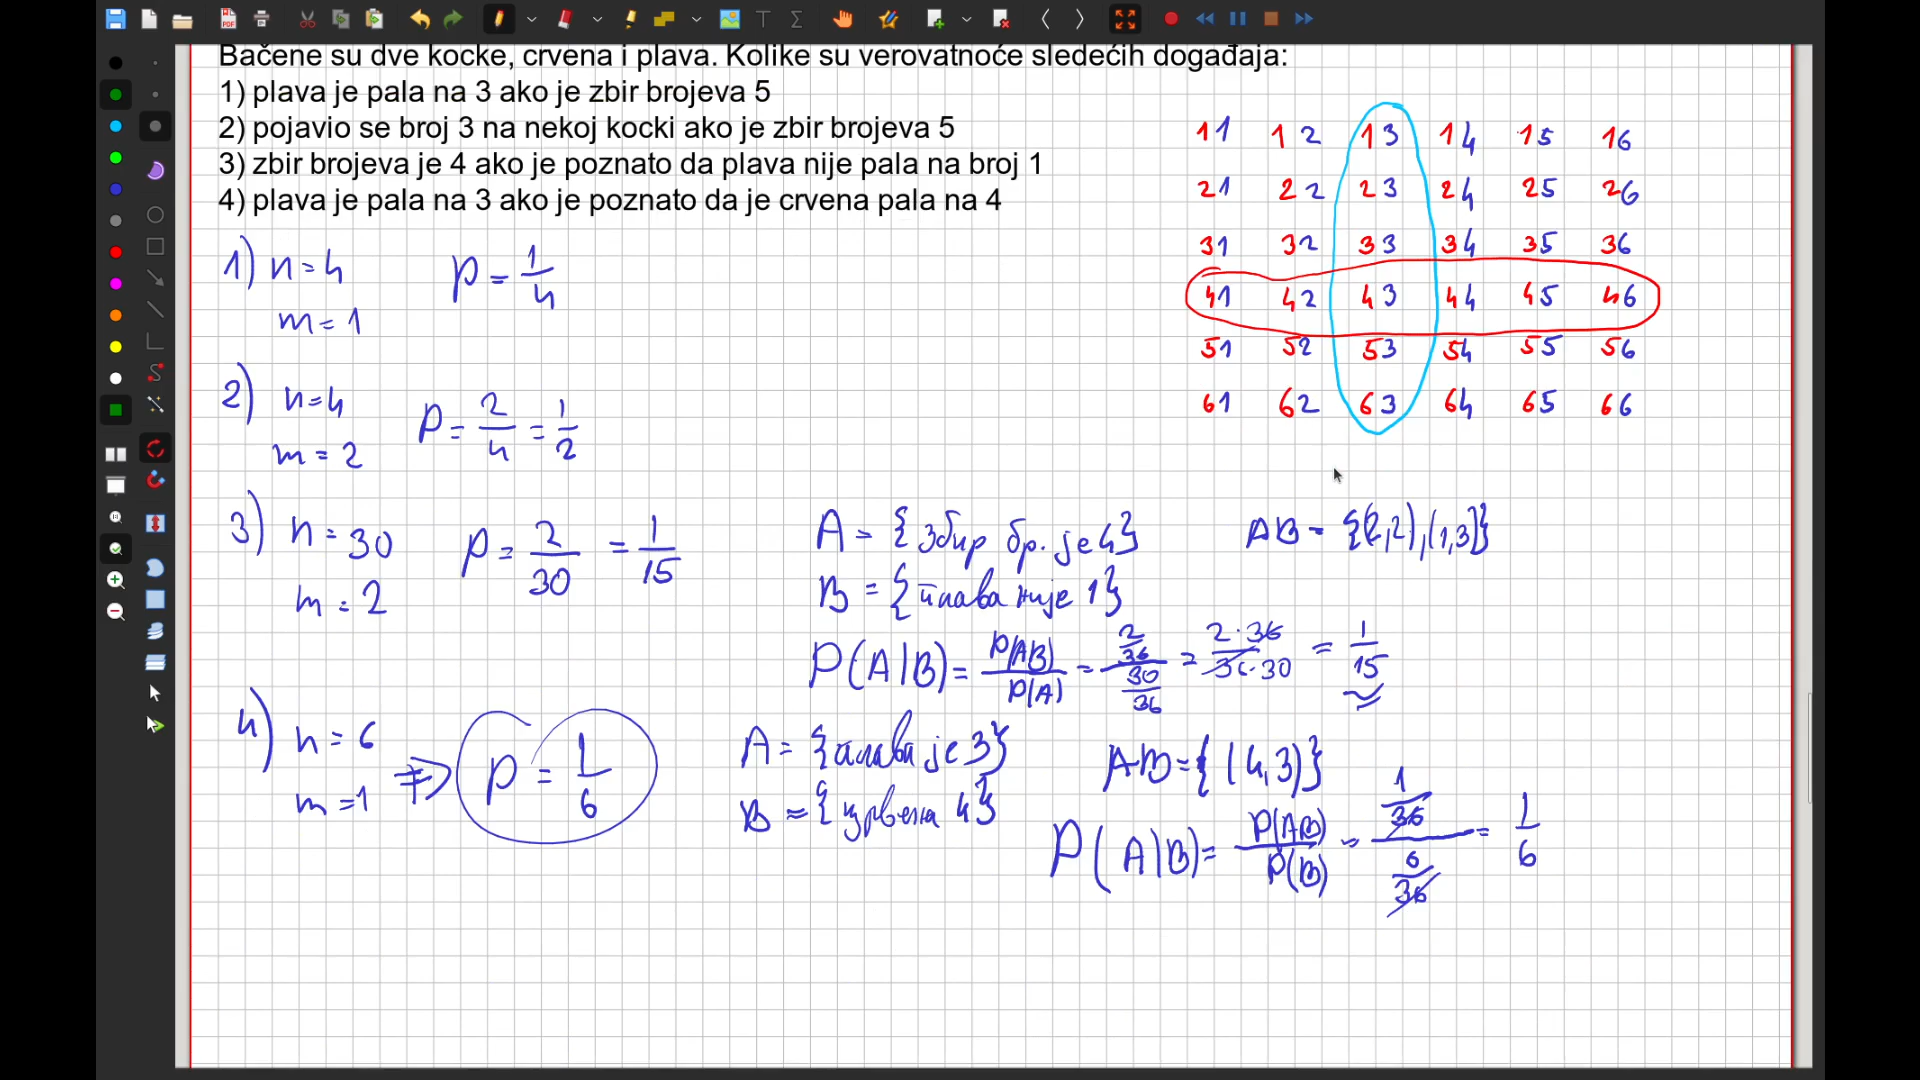 Bačene su dve kocke, crvena i plava. Kolike su verovatnoće sledećih događaja:
1) plava je pala na 3 ako je zbir brojeva 5
2) pojavio se broj 3 na nekoj kocki ako je zbir brojeva 5
3) zbir brojeva je 4 ako je poznato da plava nije pala na broj 1
4) plava je pala na 3 ako je poznato da je crvena pala na 4
11 12 13 14 15 16
21 22 23 24 25 26
31 32 33 34 35 36
41 42 43 44 45 46
51 52 53 54 55 56
61 62 63 64 65 66
1) n = 4
m = 1
p = 1/4
2) n = 4
m = 2
p = 2/4 = 1/2
3) n = 30
m = 2
p = 2/30 = 1/15
A = {збир бр. је 4}
AB = {(2,2),(1,3)}
B = {плава није 1}
P(A|B) = P(AB)/P(A) = (2/36)/(30/36) = (2·36)/(36·30) = 1/15
4) n = 6
m = 1 ⇒ p = 1/6
A = {плава је 3}
AB = {(4,3)}
B = {црвена 4}
P(A|B) = P(AB)/P(B) = (1/36)/(6/36) = 1/6